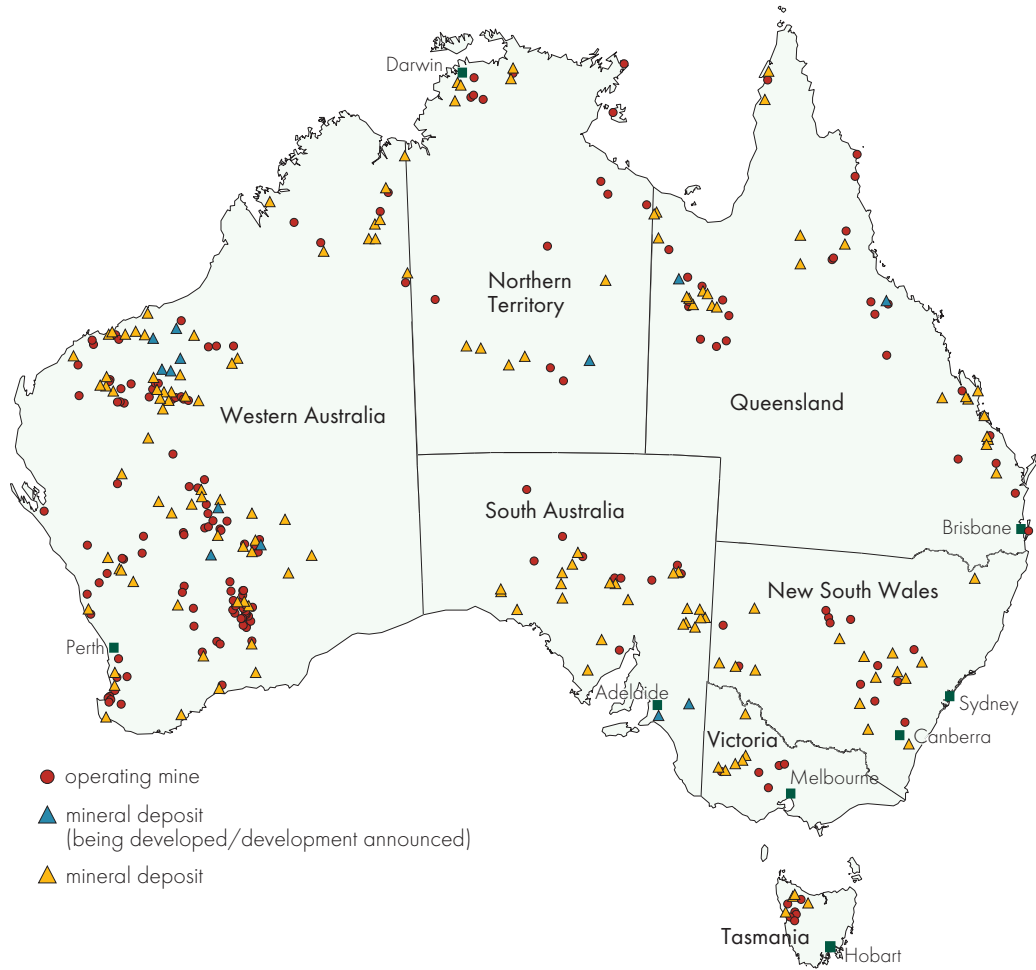 Darwin
Northern
Territory
Western Australia
Queensland
South Australia
Brisbane
New South Wales
Perth
Adelaide
Sydney
Victoria
Canberra
operating mine
Melbourne
mineral deposit
(being developed/development announced)
mineral deposit
Tasmania
Hobart